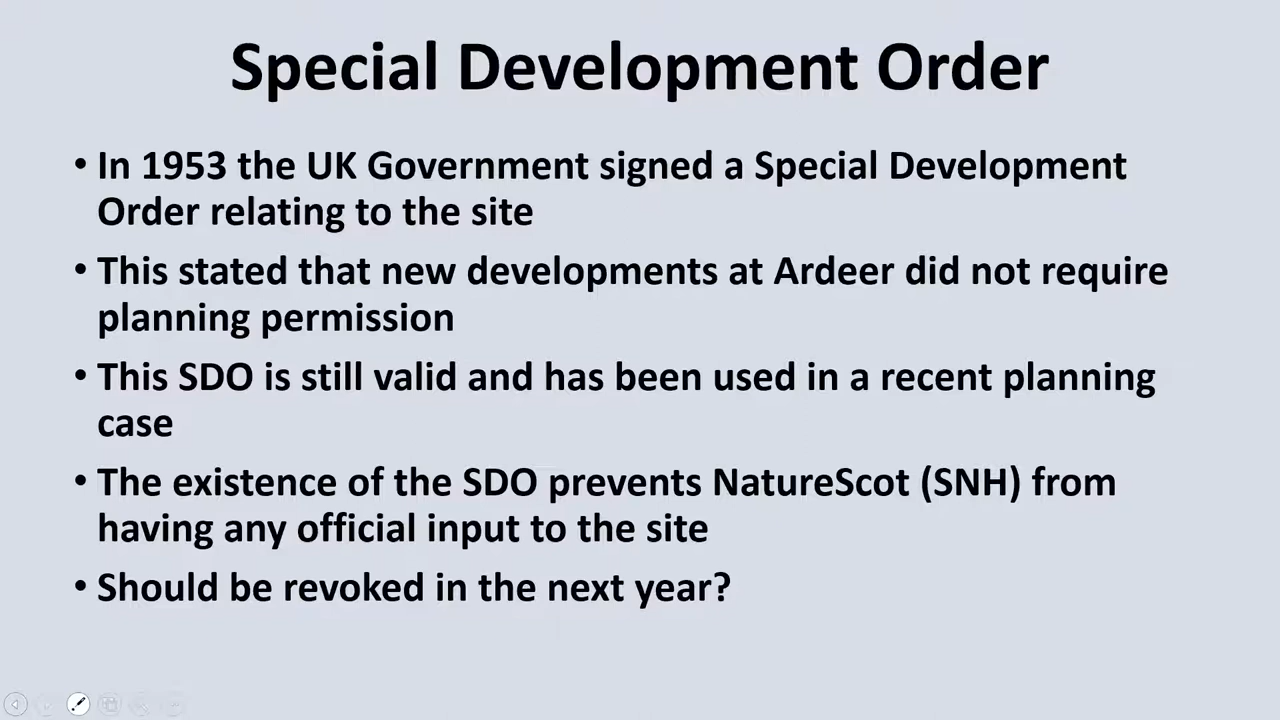 Special Development Order
• In 1953 the UK Government signed a Special Development
Order relating to the site
• This stated that new developments at Ardeer did not require
planning permission
• This SDO is still valid and has been used in a recent planning
case
• The existence of the SDO prevents NatureScot (SNH) from
having any official input to the site
• Should be revoked in the next year?